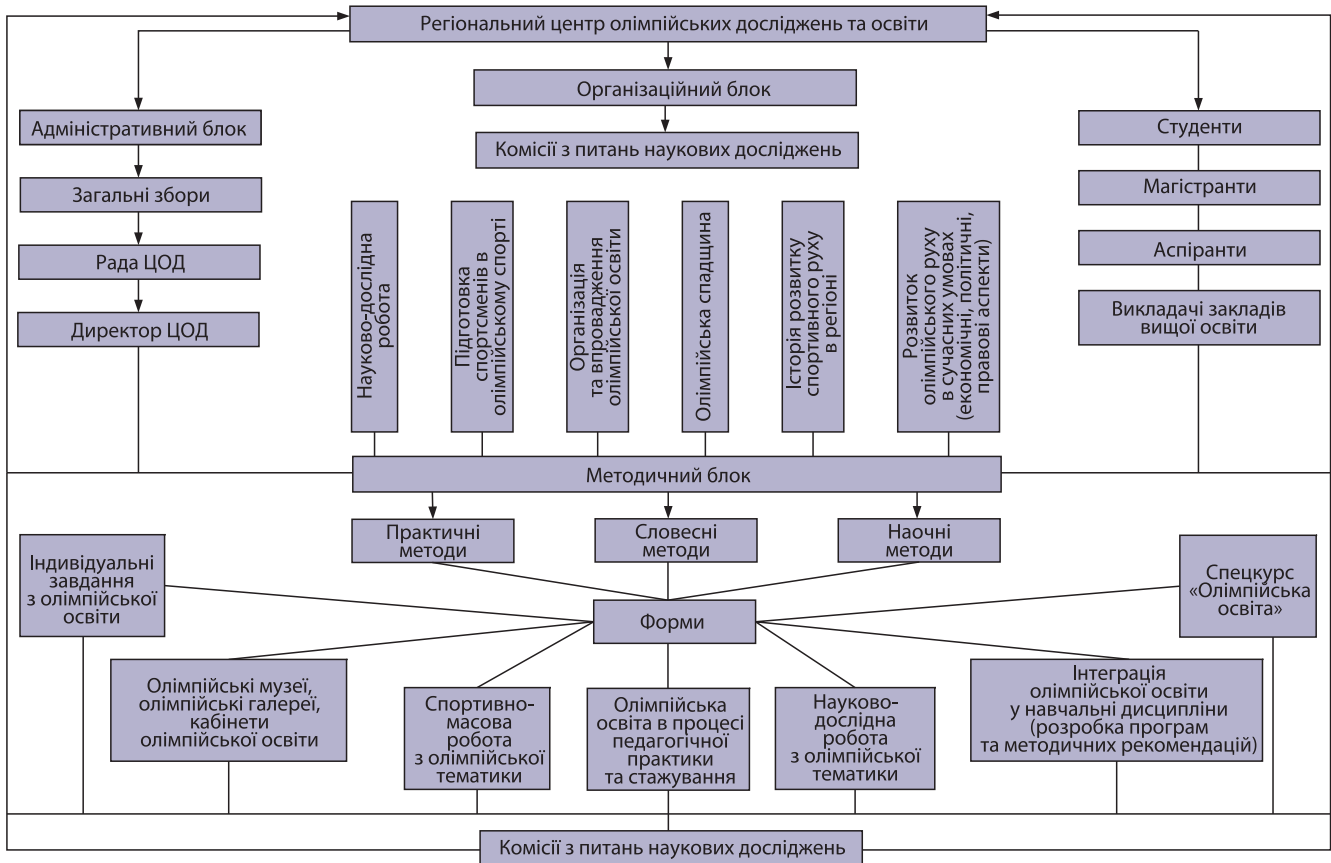 Регіональний центр олімпійських досліджень та освіти
Організаційний блок
Комісії з питань наукових досліджень
Адміністративний блок
Загальні збори
Рада ЦОД
Директор ЦОД
Студенти
Магістранти
Аспіранти
Викладачі закладів
вищої освіти
Науково-дослідна
робота
Підготовка
спортсменів в
олімпійському спорті
Організація
та впровадження
олімпійської освіти
Олімпійська спадщина
Історія розвитку
спортивного руху
в регіоні
Розвиток
олімпійського руху
в сучасних умовах
(економічні, політичні,
правові аспекти)
Методичний блок
Практичні
методи
Словесні
методи
Наочні
методи
Індивідуальні
завдання
з олімпійської
освіти
Форми
Спецкурс
«Олімпійська
освіта»
Олімпійські музеї,
олімпійські галереї,
кабінети
олімпійської освіти
Спортивно-
масова
робота
з олімпійської
тематики
Олімпійська
освіта в процесі
педагогічної
практики
та стажування
Науково-
дослідна
робота
з олімпійської
тематики
Інтеграція
олімпійської освіти
у навчальні дисципліни
(розробка програм
та методичних рекомендацій)
Комісії з питань наукових досліджень